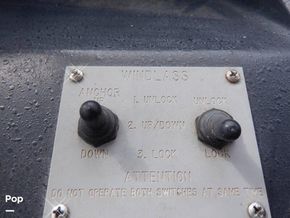 WINDLASS
ANCHOR
UP 1. UNLOCK UNLOCK
2. UP/DOWN
DOWN 3. LOCK LOCK
ATTENTION
DO NOT OPERATE BOTH SWITCHES AT SAME TIME
Pop